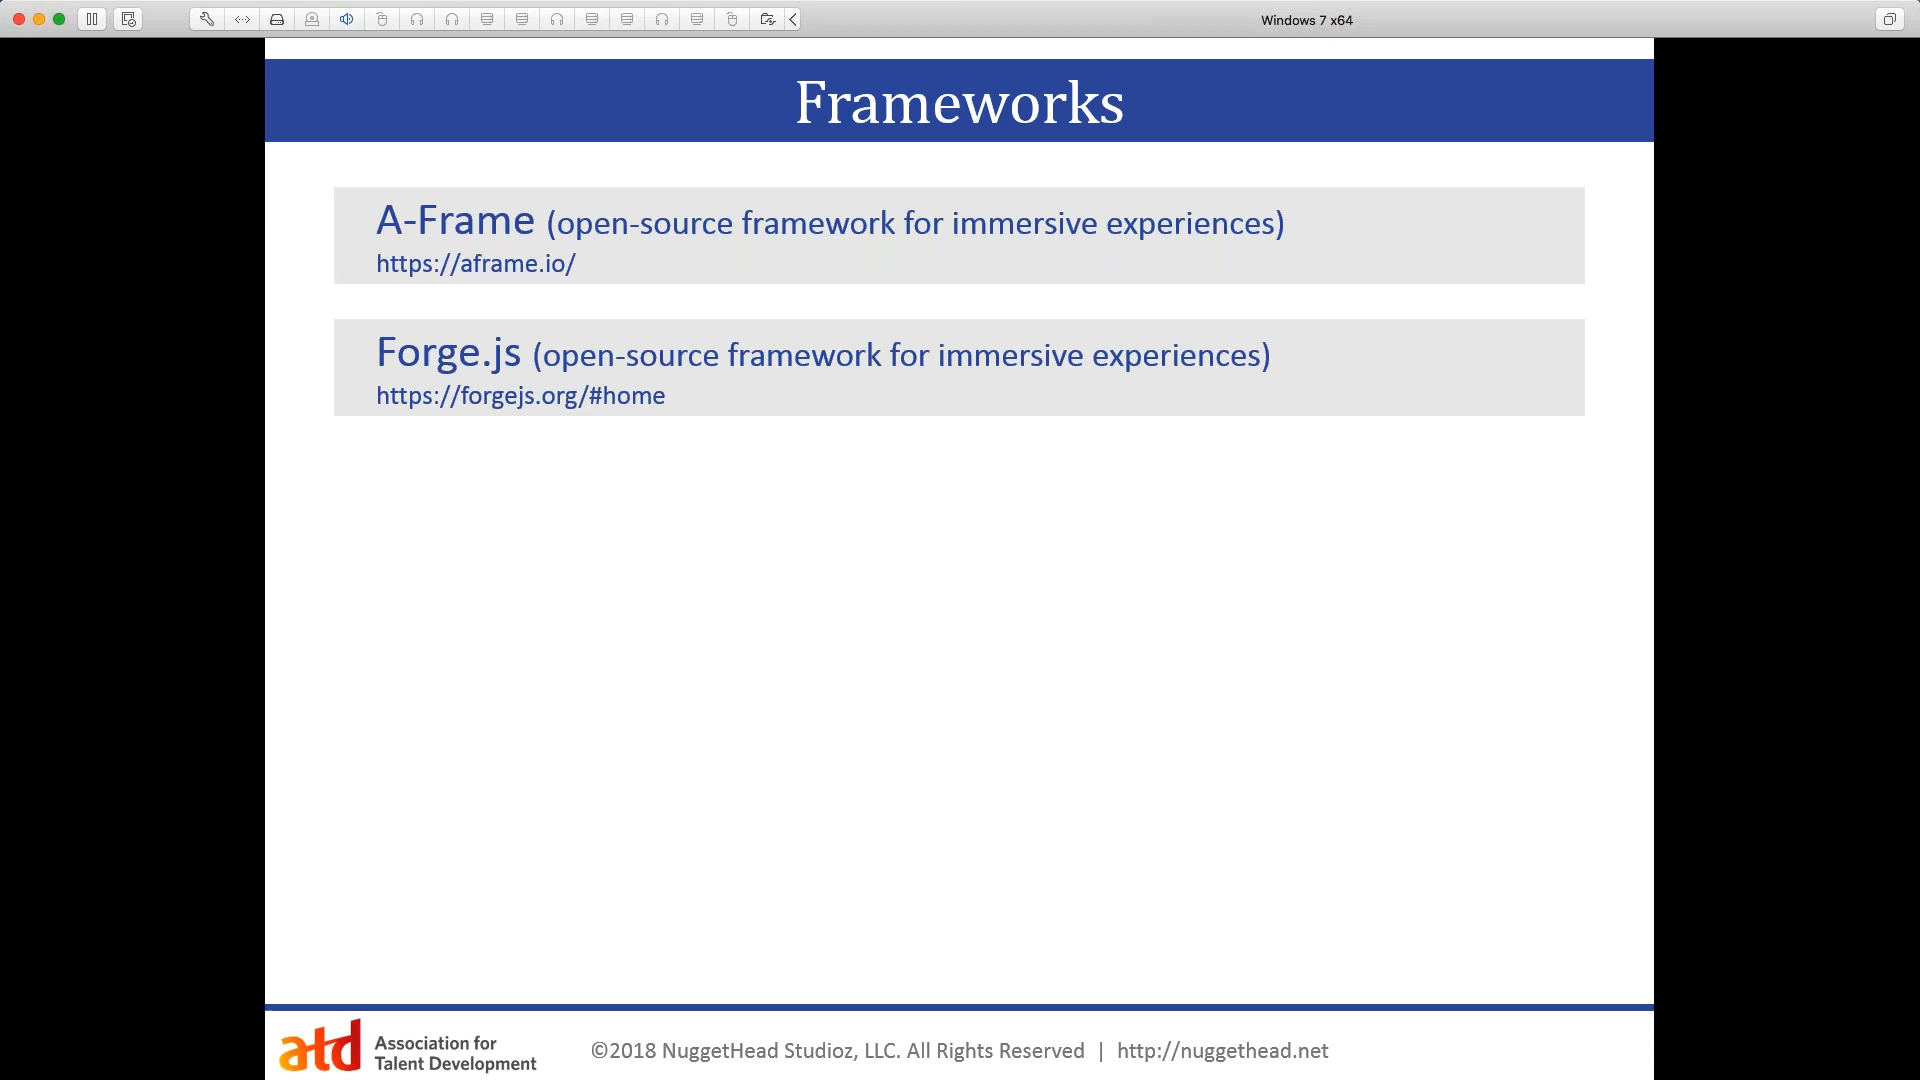 Windows 7 x64
Frameworks
A-Frame (open-source framework for immersive experiences)
https://aframe.io/
Forge.js (open-source framework for immersive experiences)
https://forgejs.org/#home
atd Association for
Talent Development
©2018 NuggetHead Studioz, LLC. All Rights Reserved | http://nuggethead.net